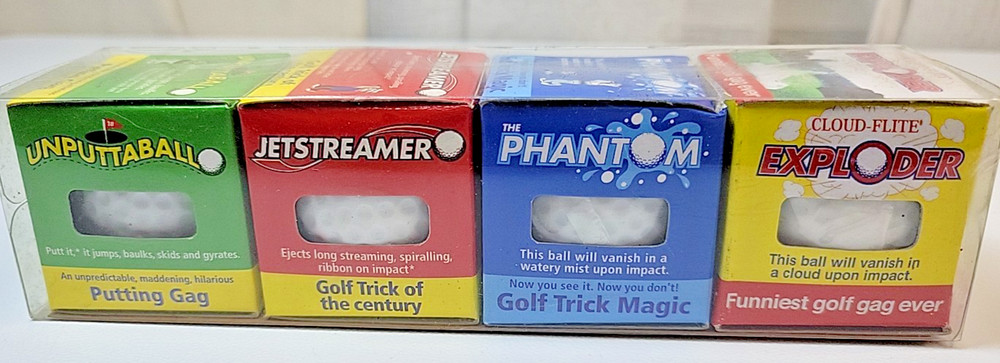 UNPUTTABALL
Putt it,* it jumps, baulks, skids and gyrates.
An unpredictable, maddening, hilarious
Putting Gag
JETSTREAMER
JETSTREAMER
Ejects long streaming, spiralling,
ribbon on impact*
Golf Trick of
the century
THE
PHANTOM
This ball will vanish in a
watery mist upon impact.
Now you see it. Now you don't!
Golf Trick Magic
CLOUD-FLITE
EXPLODER
This ball will vanish in
a cloud upon impact.
Funniest golf gag ever